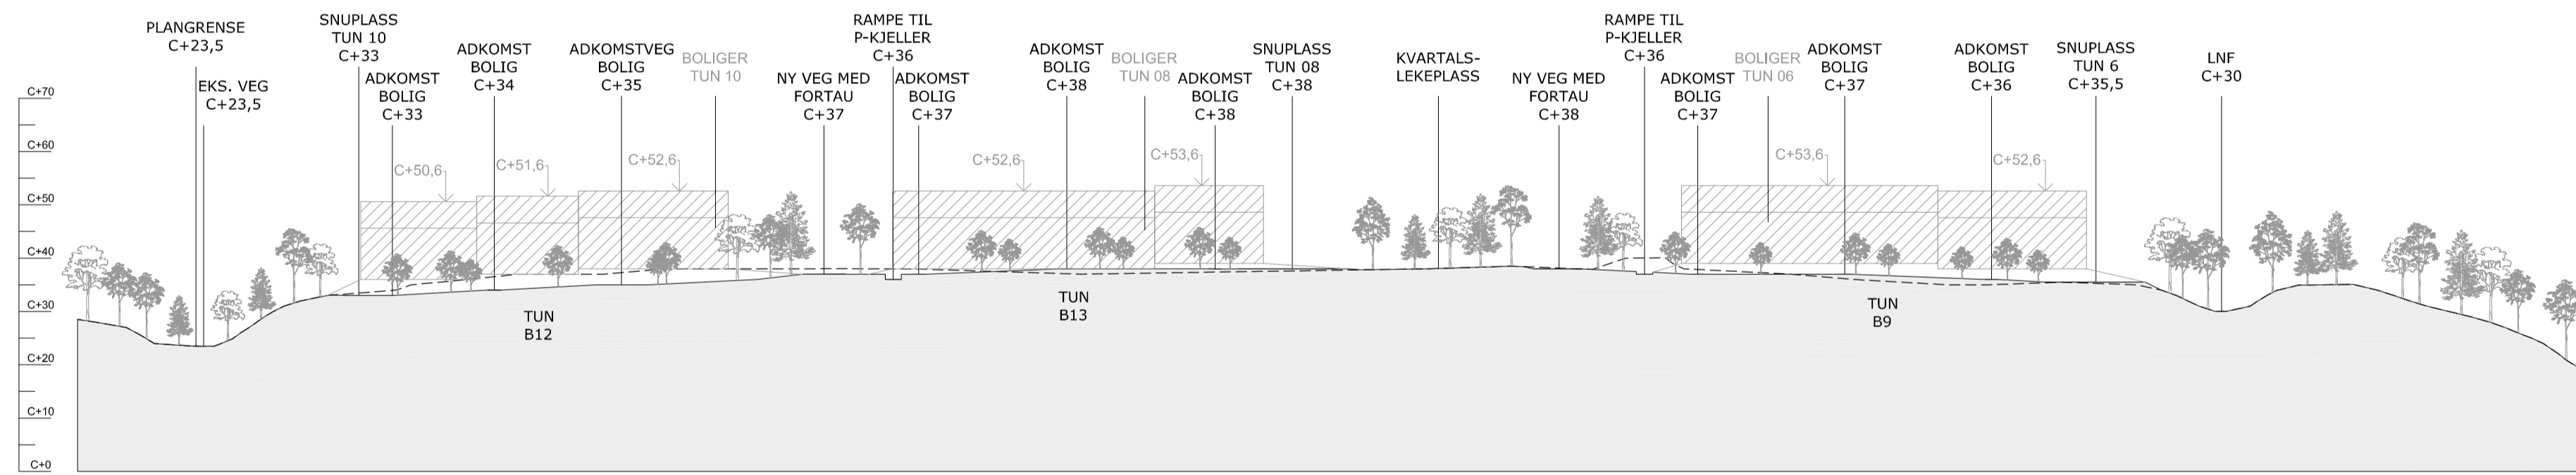 PLANGRENSE
C+23,5
EKS. VEG
C+23,5
SNUPLASS
TUN 10
C+33
ADKOMST
BOLIG
C+33
ADKOMST
BOLIG
C+34
ADKOMSTVEG
BOLIG
C+35
BOLIGER
TUN 10
NY VEG MED
FORTAU
C+37
RAMPE TIL
P-KJELLER
C+36
ADKOMST
BOLIG
C+37
ADKOMST
BOLIG
C+38
BOLIGER
TUN 08
ADKOMST
BOLIG
C+38
SNUPLASS
TUN 08
C+38
KVARTALS-
LEKEPLASS
NY VEG MED
FORTAU
C+38
RAMPE TIL
P-KJELLER
C+36
ADKOMST
BOLIG
C+37
BOLIGER
TUN 06
ADKOMST
BOLIG
C+37
ADKOMST
BOLIG
C+36
SNUPLASS
TUN 6
C+35,5
LNF
C+30
C+70
C+60
C+50
C+40
C+30
C+20
C+10
C+0
C+50,6
C+51,6
C+52,6
C+52,6
C+53,6
C+53,6
C+52,6
TUN
B12
TUN
B13
TUN
B9